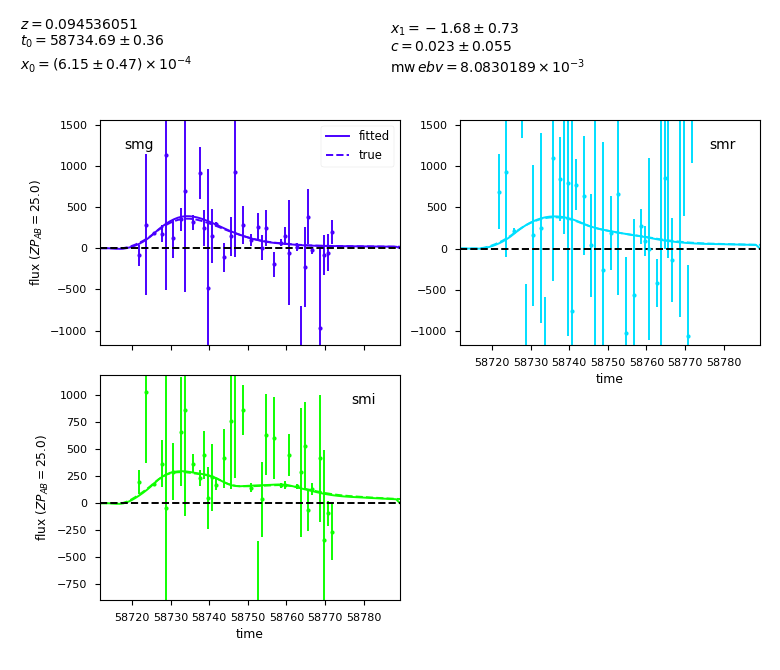 z = 0.094536051
t₀ = 58734.69 ± 0.36
x₀ = (6.15 ± 0.47) × 10⁻⁴
x₁ = −1.68 ± 0.73
c = 0.023 ± 0.055
mw ebv = 8.0830189 × 10⁻³
smg
fitted
true
1500
1000
500
0
−500
−1000
flux (ZP_AB = 25.0)
smr
1500
1000
500
0
−500
−1000
58720 58730 58740 58750 58760 58770 58780
time
smi
1000
750
500
250
0
−250
−500
−750
flux (ZP_AB = 25.0)
58720 58730 58740 58750 58760 58770 58780
time